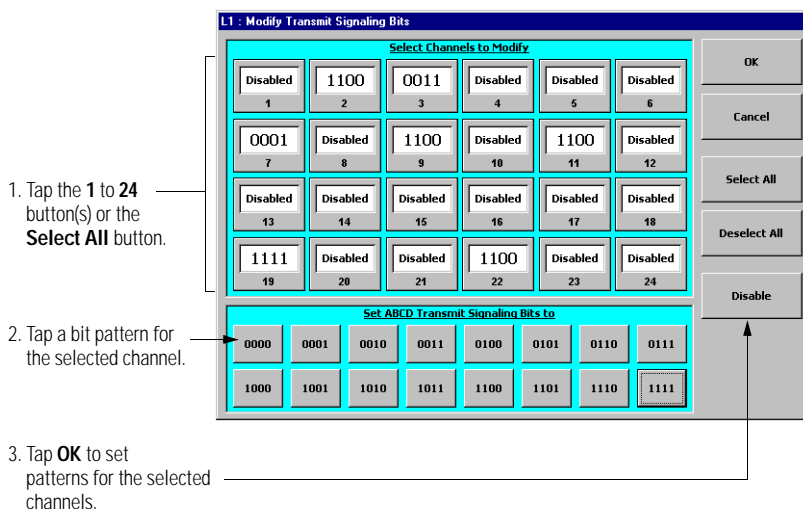 L1 : Modify Transmit Signaling Bits
Select Channels to Modify
Disabled 1100 0011 Disabled Disabled Disabled
1 2 3 4 5 6
0001 Disabled 1100 Disabled 1100 Disabled
7 8 9 10 11 12
Disabled Disabled Disabled Disabled Disabled Disabled
13 14 15 16 17 18
1111 Disabled Disabled 1100 Disabled Disabled
19 20 21 22 23 24
OK
Cancel
Select All
Deselect All
Disable
Set ABCD Transmit Signaling Bits to
0000 0001 0010 0011 0100 0101 0110 0111
1000 1001 1010 1011 1100 1101 1110 1111
1. Tap the 1 to 24
button(s) or the
Select All button.
2. Tap a bit pattern for
the selected channel.
3. Tap OK to set
patterns for the selected
channels.